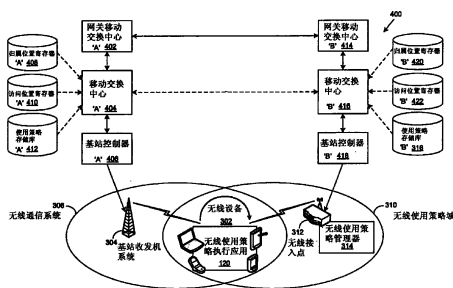 400
网关移动交换中心
'A' 402
网关移动交换中心
'B' 414
归属位置寄存器
'A' 408
访问位置寄存器
'A' 410
使用策略
存储库
'A' 412
移动交换
中心
'A'
404
移动交换
中心
'B'
416
归属位置寄存器
'B' 420
访问位置寄存器
'B' 422
使用策略
存储库
'B' 318
基站控制器
'A' 406
基站控制器
'B' 418
308
无线通信系统
304
基站收发机
系统
无线设备
302
无线使用策略
执行应用
120
312
无线接
入点
无线使用策
略管理器
314
310
无线使用策略域